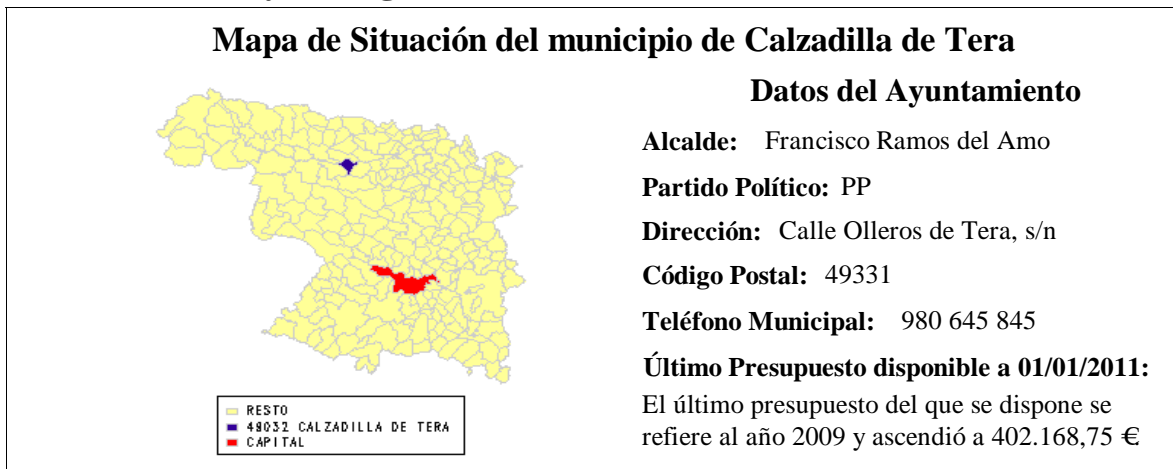 Mapa de Situación del municipio de Calzadilla de Tera
Datos del Ayuntamiento
Alcalde: Francisco Ramos del Amo
Partido Político: PP
Dirección: Calle Olleros de Tera, s/n
Código Postal: 49331
Teléfono Municipal: 980 645 845
Último Presupuesto disponible a 01/01/2011:
El último presupuesto del que se dispone se
refiere al año 2009 y ascendió a 402.168,75 €
RESTO
49032 CALZADILLA DE TERA
CAPITAL